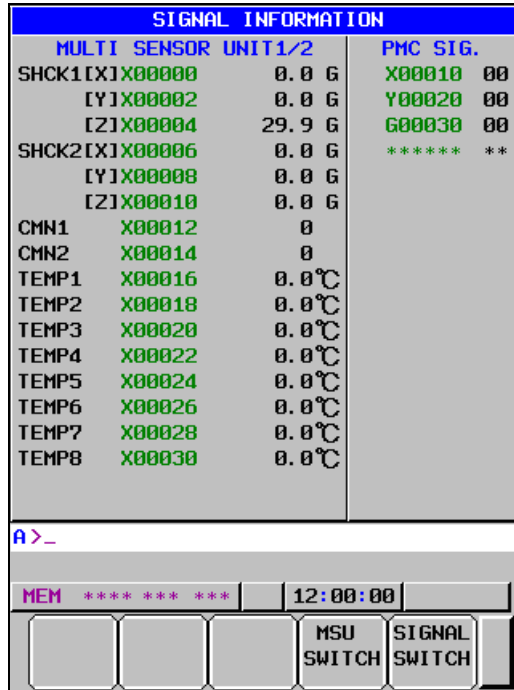 SIGNAL INFORMATION
MULTI SENSOR UNIT1/2 PMC SIG.
SHCK1[X]X00000 0.0 G X00010 00
[Y]X00002 0.0 G Y00020 00
[Z]X00004 29.9 G G00030 00
SHCK2[X]X00006 0.0 G ****** **
[Y]X00008 0.0 G
[Z]X00010 0.0 G
CMN1 X00012 0
CMN2 X00014 0
TEMP1 X00016 0.0℃
TEMP2 X00018 0.0℃
TEMP3 X00020 0.0℃
TEMP4 X00022 0.0℃
TEMP5 X00024 0.0℃
TEMP6 X00026 0.0℃
TEMP7 X00028 0.0℃
TEMP8 X00030 0.0℃
A>_
MEM **** *** *** 12:00:00
MSU SIGNAL
SWITCH SWITCH